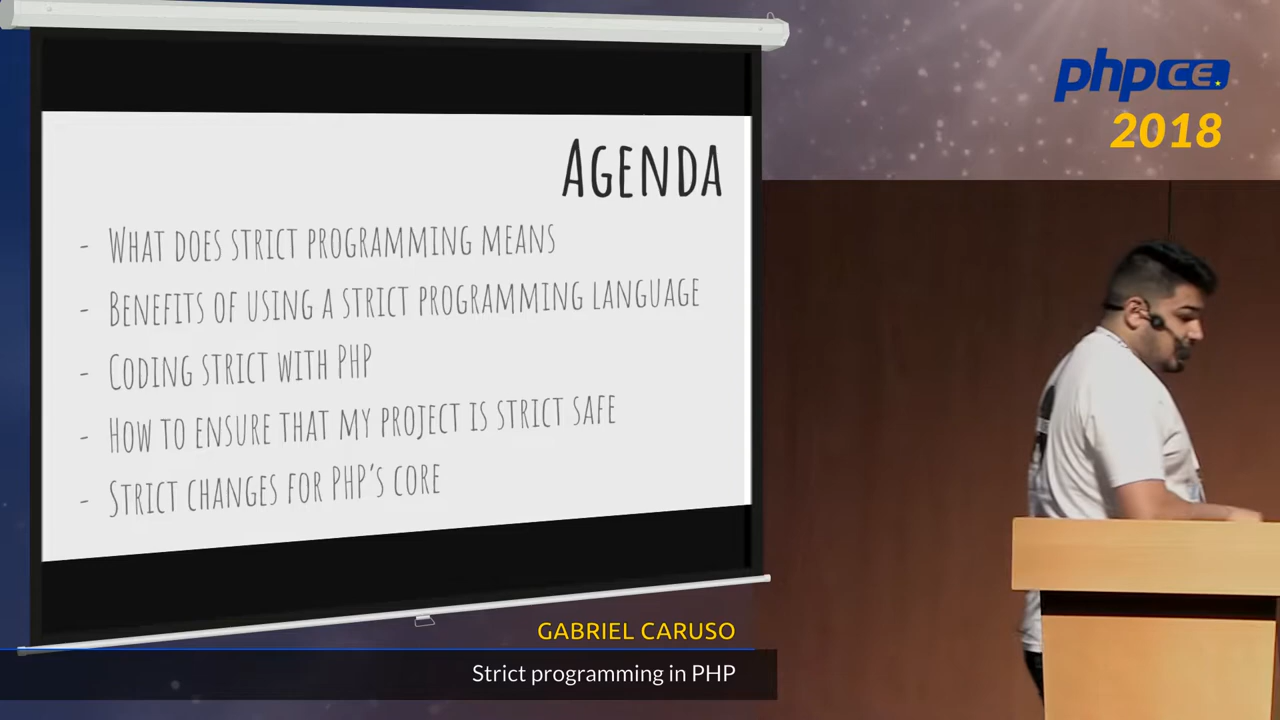 AGENDA
- WHAT DOES STRICT PROGRAMMING MEANS
- BENEFITS OF USING A STRICT PROGRAMMING LANGUAGE
- CODING STRICT WITH PHP
- HOW TO ENSURE THAT MY PROJECT IS STRICT SAFE
- STRICT CHANGES FOR PHP'S CORE
phpCE.
2018
GABRIEL CARUSO
Strict programming in PHP